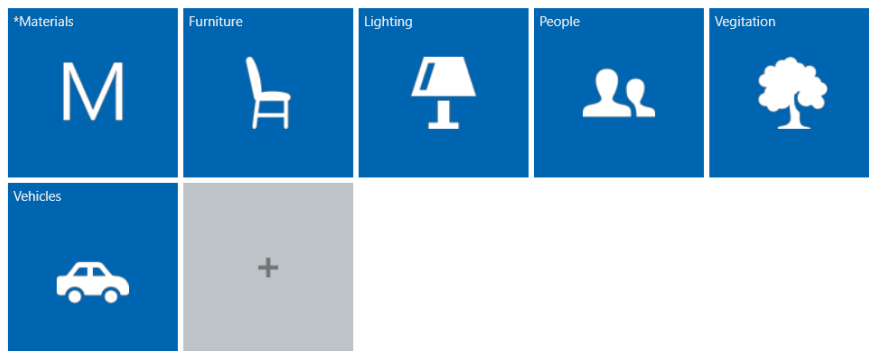 *Materials
Furniture
Lighting
People
Vegitation
M
Vehicles
+